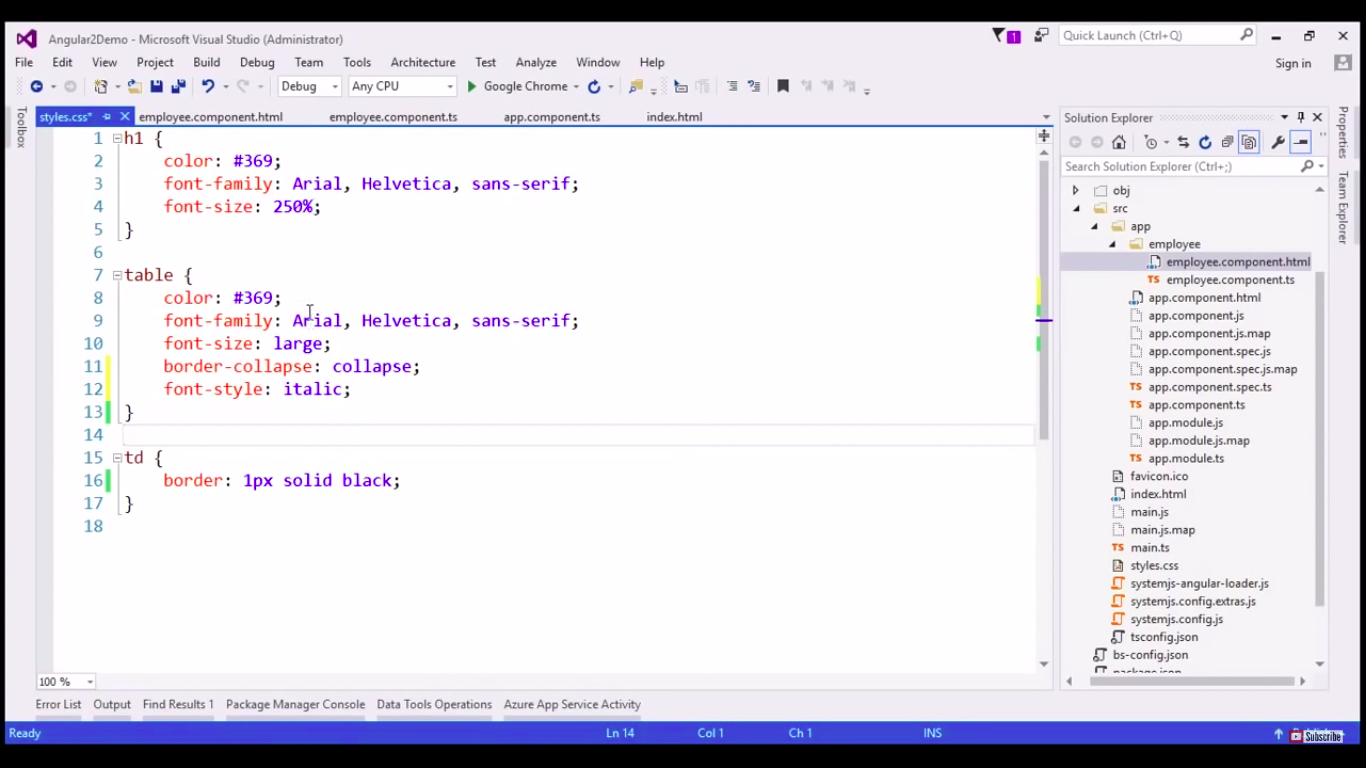 Angular2Demo - Microsoft Visual Studio (Administrator)
1
Quick Launch (Ctrl+Q)
File Edit View Project Build Debug Team Tools Architecture Test Analyze Window Help
Sign in
Debug Any CPU Google Chrome
Toolbox
styles.css* employee.component.html employee.component.ts app.component.ts index.html
1 h1 {
2 color: #369;
3 font-family: Arial, Helvetica, sans-serif;
4 font-size: 250%;
5 }
6
7 table {
8 color: #369;
9 font-family: Arial, Helvetica, sans-serif;
10 font-size: large;
11 border-collapse: collapse;
12 font-style: italic;
13 }
14
15 td {
16 border: 1px solid black;
17 }
18
100 %
Solution Explorer
Search Solution Explorer (Ctrl+;)
obj
src
app
employee
employee.component.html
TS employee.component.ts
app.component.html
app.component.js
app.component.js.map
app.component.spec.js
app.component.spec.js.map
TS app.component.spec.ts
TS app.component.ts
app.module.js
app.module.js.map
TS app.module.ts
favicon.ico
index.html
main.js
main.js.map
TS main.ts
styles.css
systemjs-angular-loader.js
systemjs.config.extras.js
systemjs.config.js
tsconfig.json
bs-config.json
package.json
Properties
Team Explorer
Error List Output Find Results 1 Package Manager Console Data Tools Operations Azure App Service Activity
Ready Ln 14 Col 1 Ch 1 INS
Subscribe